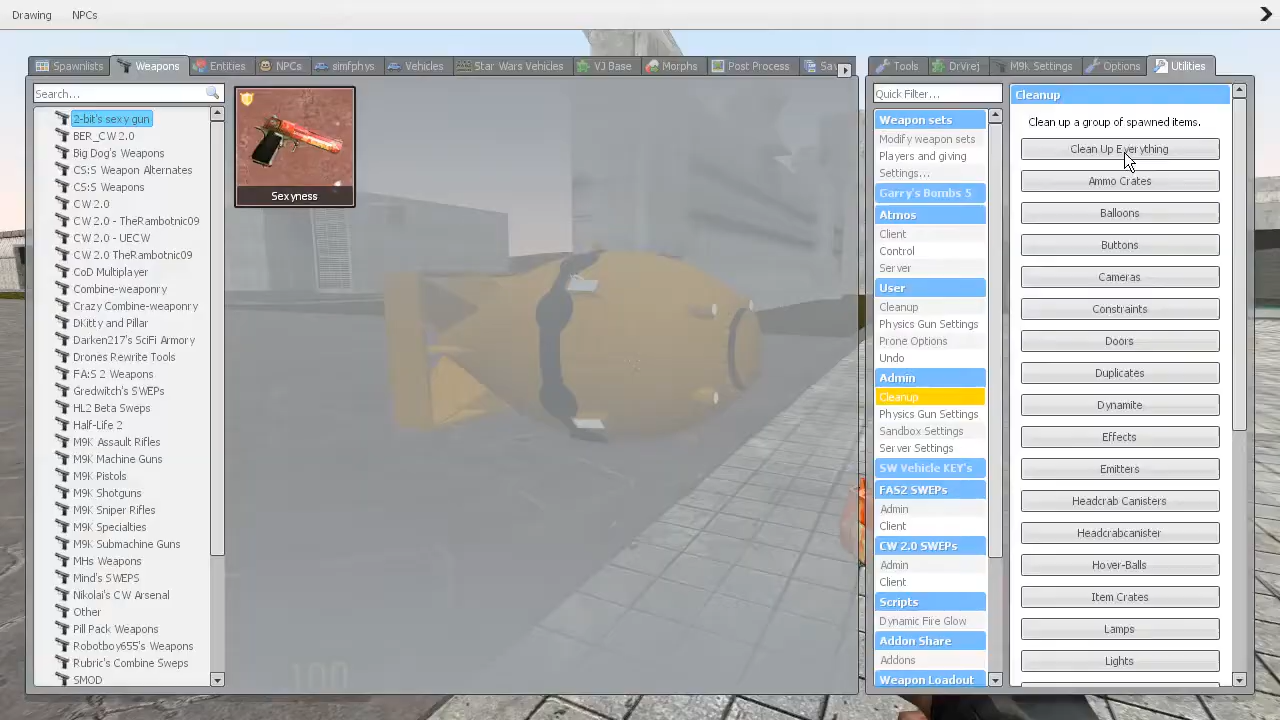 Drawing NPCs
Spawnlists Weapons Entities NPCs simfphys Vehicles Star Wars Vehicles VJ Base Morphs Post Process Sav
Search...
2-bit's sexy gun
BER_CW 2.0
Big Dog's Weapons
CS:S Weapon Alternates
CS:S Weapons
CW 2.0
CW 2.0 - TheRambotnic09
CW 2.0 - UECW
CW 2.0 TheRambotnic09
CoD Multiplayer
Combine-weaponry
Crazy Combine-weaponry
DKitty and Pillar
Darken217's SciFi Armory
Drones Rewrite Tools
FA:S 2 Weapons
Gredwitch's SWEPs
HL2 Beta Sweps
Half-Life 2
M9K Assault Rifles
M9K Machine Guns
M9K Pistols
M9K Shotguns
M9K Sniper Rifles
M9K Specialties
M9K Submachine Guns
MHs Weapons
Mind's SWEPS
Nikolai's CW Arsenal
Other
Pill Pack Weapons
Robotboy655's Weapons
Rubric's Combine Sweps
SMOD
Sexyness
100
Tools DrVrej M9K Settings Options Utilities
Quick Filter...
Weapon sets
Modify weapon sets
Players and giving
Settings...
Garry's Bombs 5
Atmos
Client
Control
Server
User
Cleanup
Physics Gun Settings
Prone Options
Undo
Admin
Cleanup
Physics Gun Settings
Sandbox Settings
Server Settings
SW Vehicle KEY's
FAS2 SWEPs
Admin
Client
CW 2.0 SWEPs
Admin
Client
Scripts
Dynamic Fire Glow
Addon Share
Addons
Weapon Loadout
Cleanup
Clean up a group of spawned items.
Clean Up Everything
Ammo Crates
Balloons
Buttons
Cameras
Constraints
Doors
Duplicates
Dynamite
Effects
Emitters
Headcrab Canisters
Headcrabcanister
Hover-Balls
Item Crates
Lamps
Lights